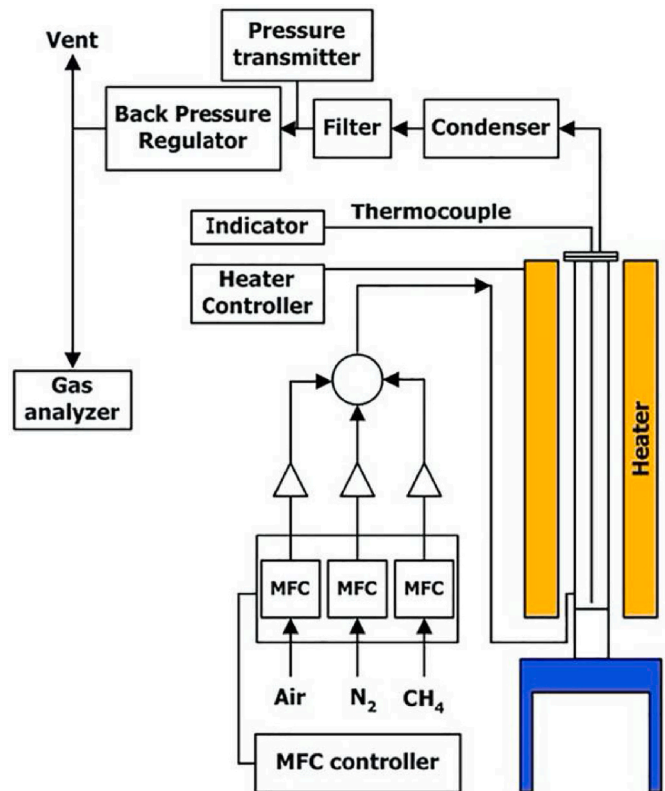 Pressure
transmitter
Vent
Back Pressure
Regulator
Filter
Condenser
Thermocouple
Indicator
Heater
Controller
Gas
analyzer
Heater
MFC
MFC
MFC
Air
N₂
CH₄
MFC controller